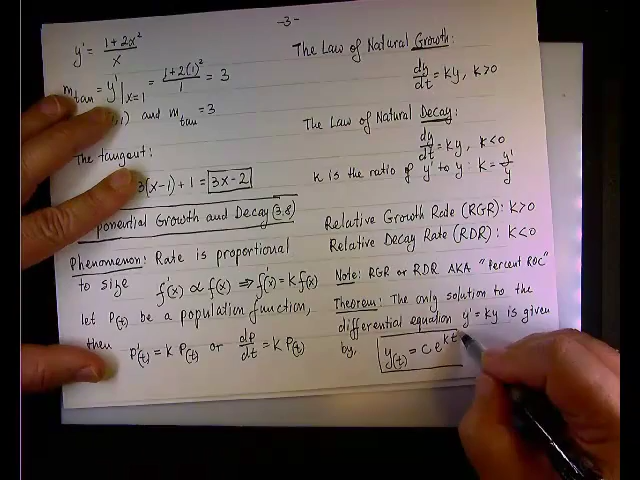 -3-
y' = (1+2x²)/x
m_tan = y'|_{x=1} = (1+2(1)²)/1 = 3
,1) and m_tan = 3
The tangent:
3(x-1)+1 = 3x-2
ponential Growth and Decay (3.8)
Phenomenon: Rate is proportional
to size f'(x) ∝ f(x) ⇒ f'(x) = K f(x)
let P(t) be a population function,
then P'(t) = K P(t) or dP/dt = K P(t)
The Law of Natural Growth:
dy/dt = Ky, K>0
The Law of Natural Decay:
dy/dt = Ky, K<0
K is the ratio of y' to y: K = y'/y
Relative Growth Rate (RGR): K>0
Relative Decay Rate (RDR): K<0
Note: RGR or RDR AKA "Percent ROC"
Theorem: The only solution to the
differential equation y' = Ky is given
by, y(t) = C e^{kt}